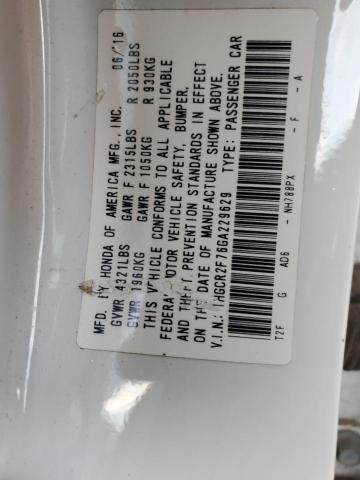 MFD. BY HONDA OF AMERICA MFG., INC. 06/16
GVWR 4321LBS GAWR F 2315LBS R 2050LBS
GVWR 1960KG GAWR F 1050KG R 930KG
THIS VEHICLE CONFORMS TO ALL APPLICABLE
FEDERAL MOTOR VEHICLE SAFETY, BUMPER,
AND THEFT PREVENTION STANDARDS IN EFFECT
ON THE DATE OF MANUFACTURE SHOWN ABOVE.
V.I.N.: 1HGCR2F76GA229629 TYPE: PASSENGER CAR
T2F G AD6 - NH788PX - F - A